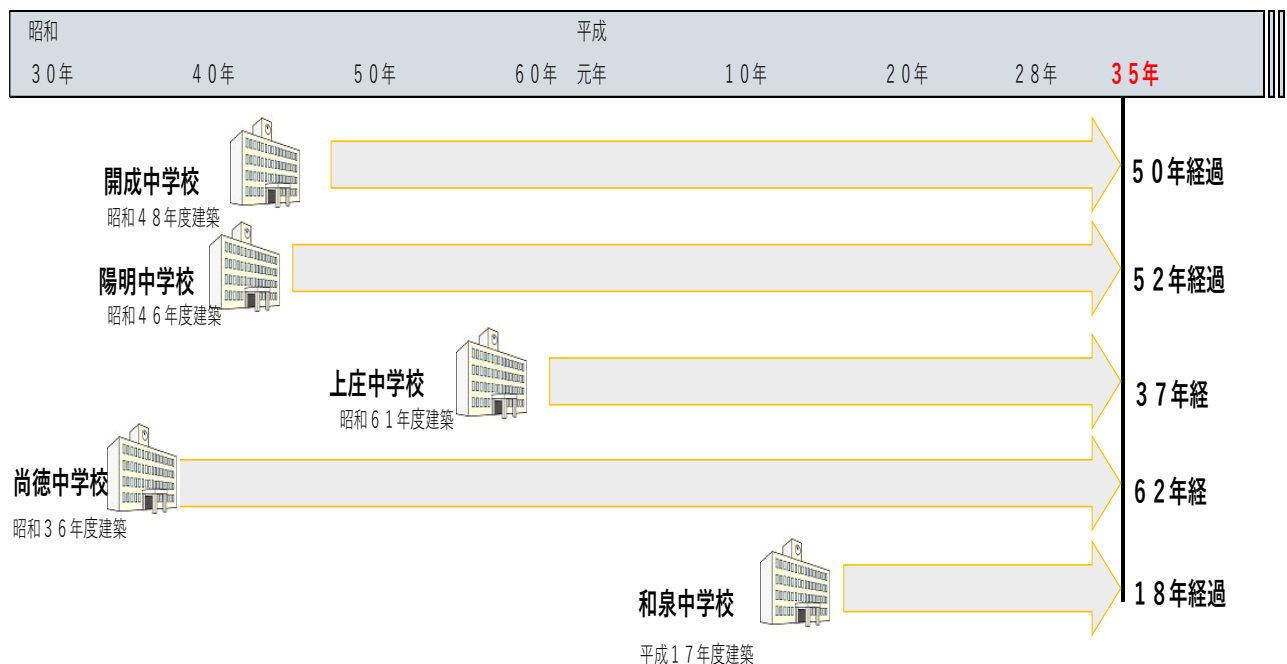 昭和 平成
30年 40年 50年 60年 元年 10年 20年 28年 35年
開成中学校
昭和48年度建築
50年経過
陽明中学校
昭和46年度建築
52年経過
上庄中学校
昭和61年度建築
37年経
尚徳中学校
昭和36年度建築
62年経
和泉中学校
平成17年度建築
18年経過